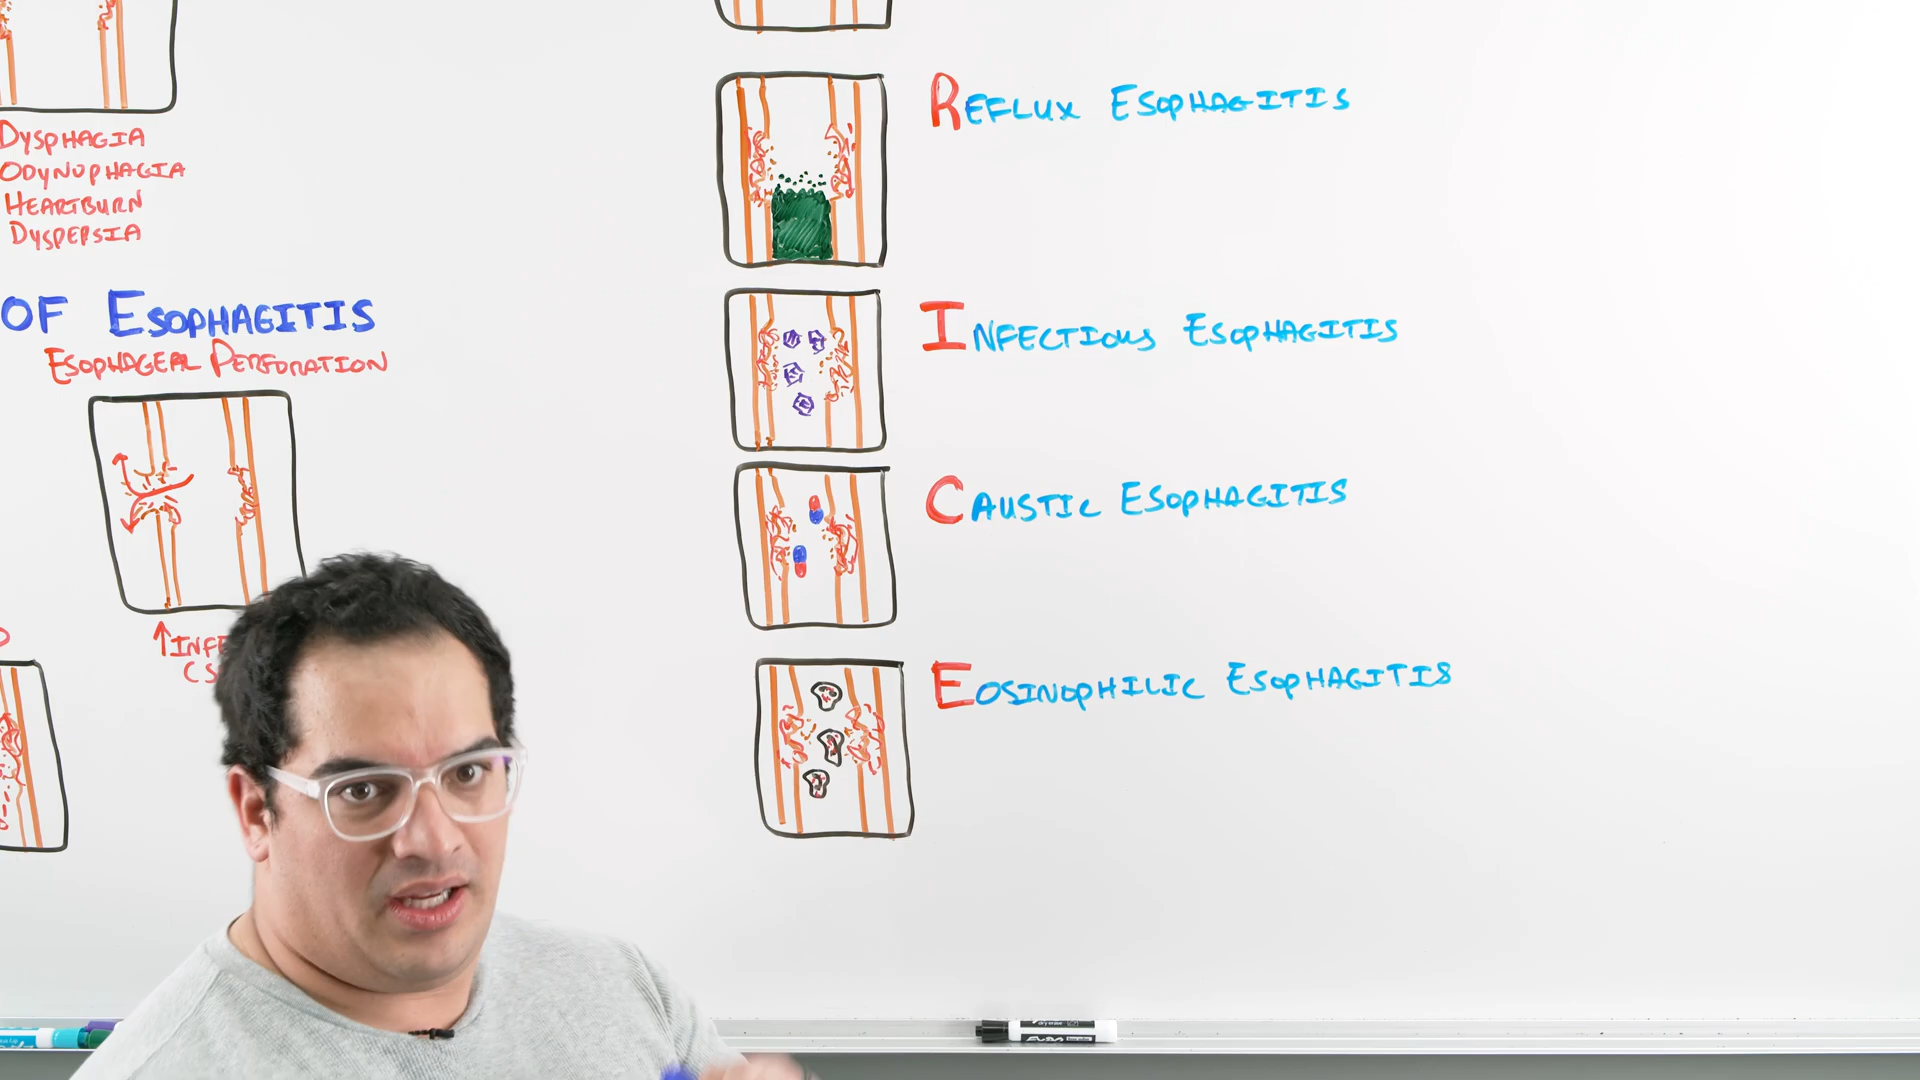 DYSPHAGIA
ODYNOPHAGIA
HEARTBURN
DYSPEPSIA
OF ESOPHAGITIS
ESOPHAGEAL PERFORATION
REFLUX ESOPHAGITIS
INFECTIOUS ESOPHAGITIS
CAUSTIC ESOPHAGITIS
EOSINOPHILIC ESOPHAGITIS